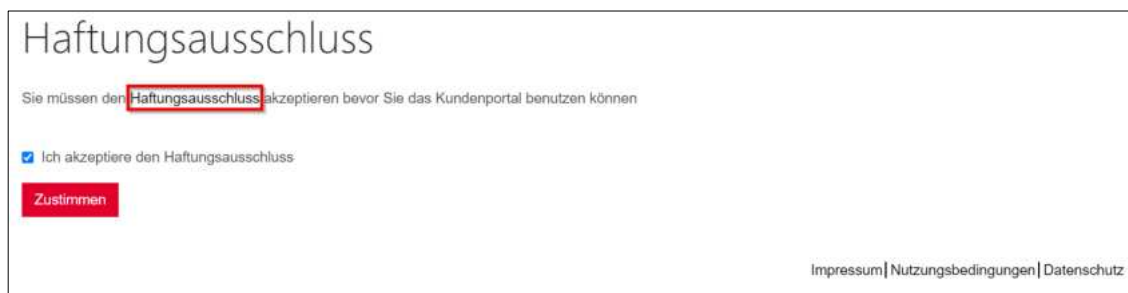 Haftungsausschluss
Sie müssen den Haftungsausschluss akzeptieren bevor Sie das Kundenportal benutzen können
Ich akzeptiere den Haftungsausschluss
Zustimmen
Impressum| Nutzungsbedingungen| Datenschutz